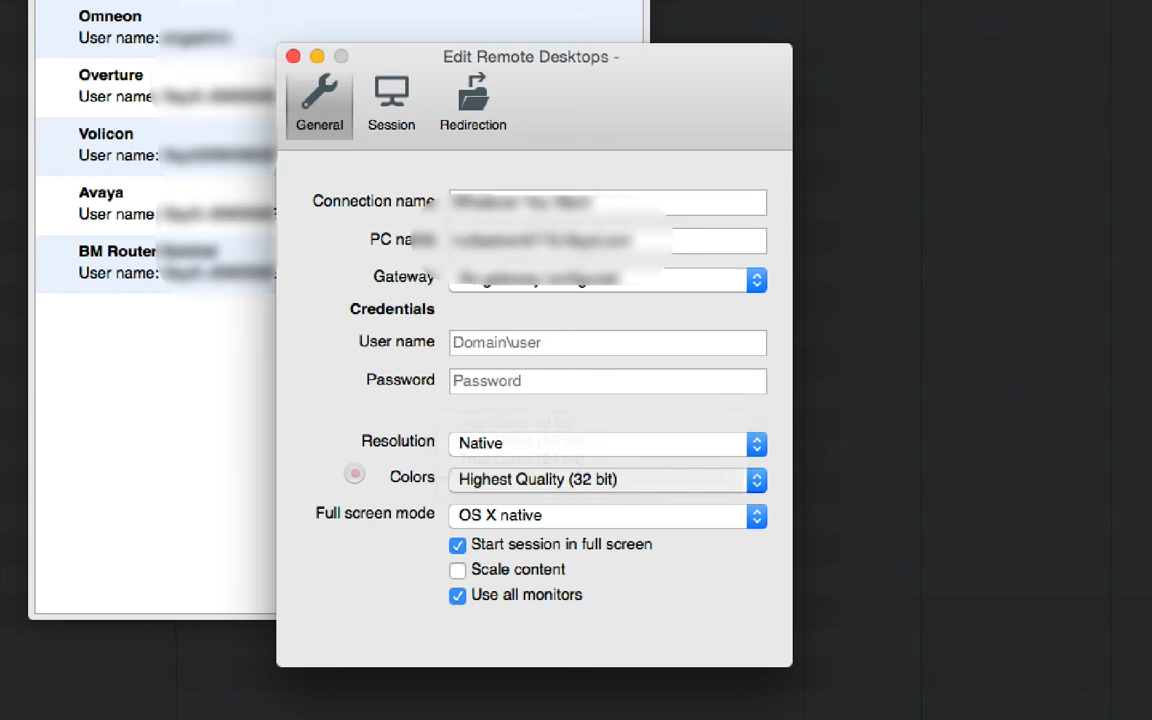 Omneon
User name:
Overture
User name
Volicon
User name:
Avaya
User name
BM Router
User name:
Edit Remote Desktops -
General
Session
Redirection
Connection name
PC
Gateway
Credentials
User name
Domain\user
Password
Password
Resolution
Native
Colors
Highest Quality (32 bit)
Full screen mode
OS X native
Start session in full screen
Scale content
Use all monitors